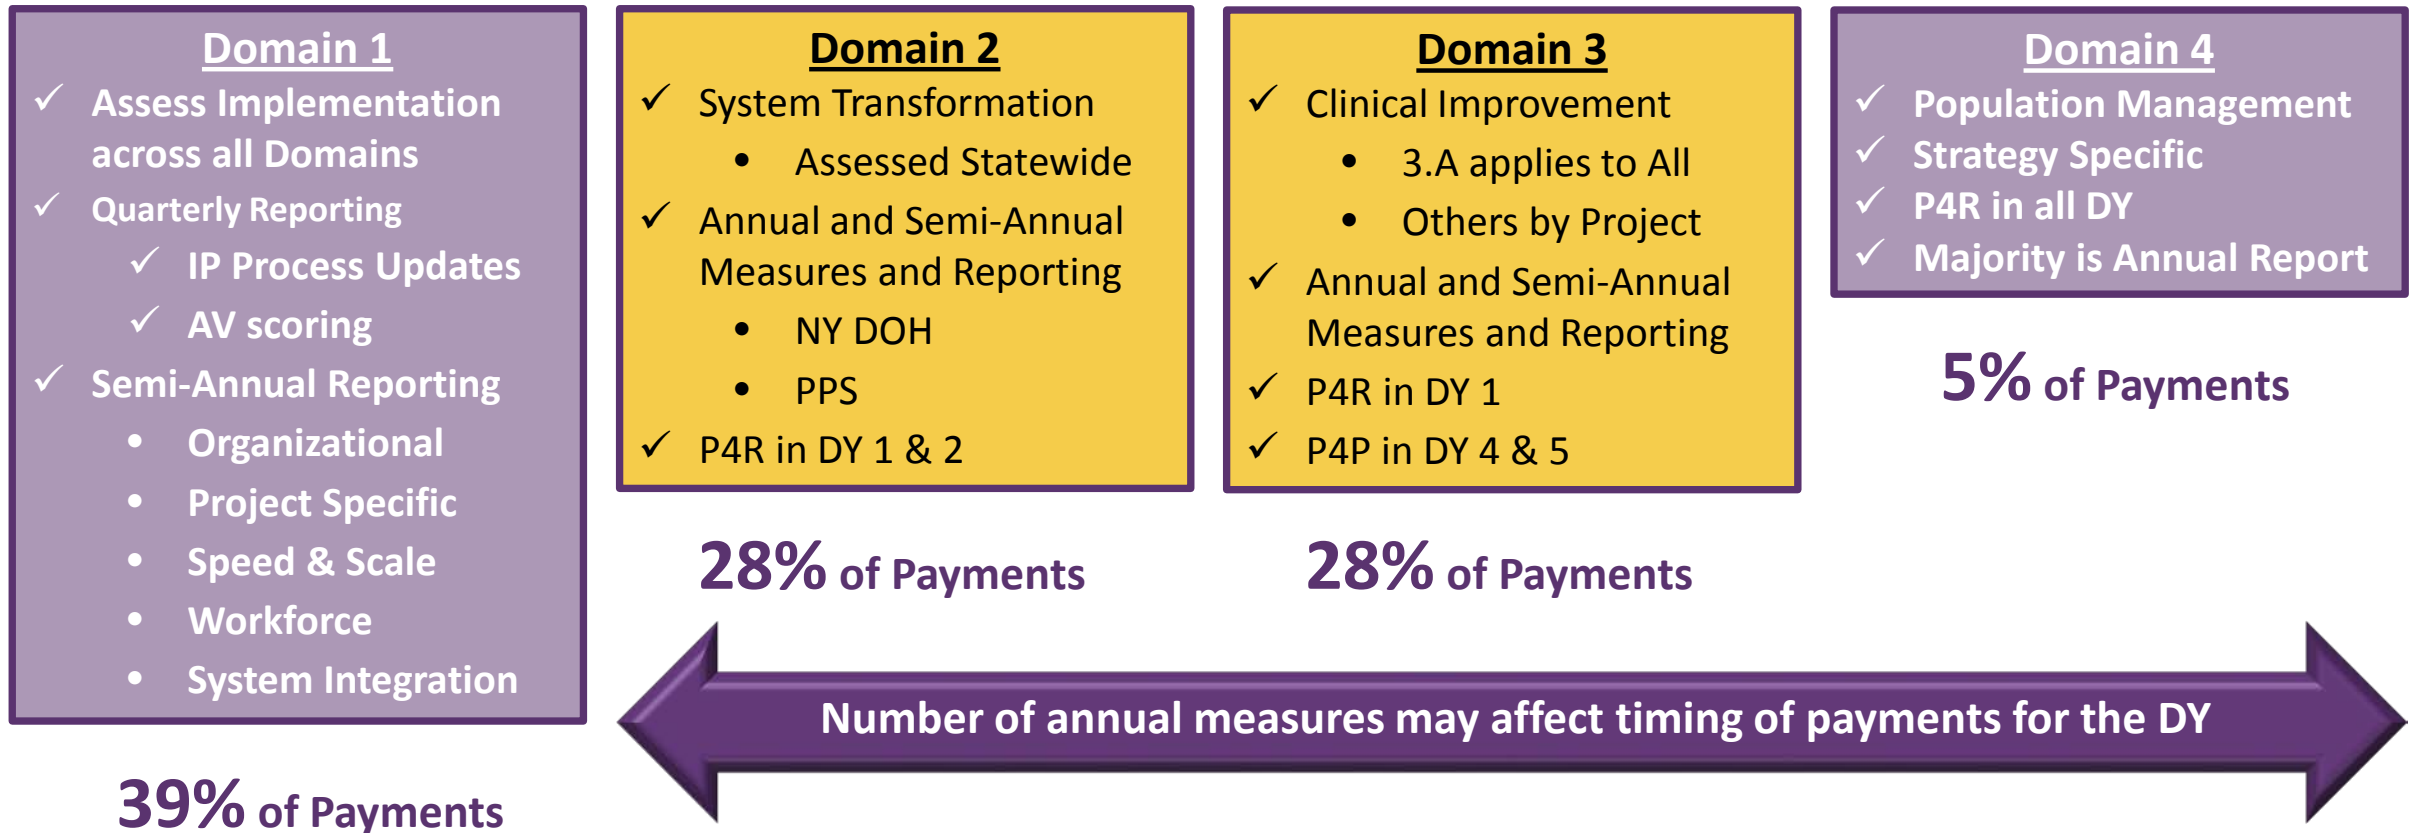 Domain 1
✓ Assess Implementation
across all Domains
✓ Quarterly Reporting
✓ IP Process Updates
✓ AV scoring
✓ Semi-Annual Reporting
• Organizational
• Project Specific
• Speed & Scale
• Workforce
• System Integration
39% of Payments
Domain 2
✓ System Transformation
• Assessed Statewide
✓ Annual and Semi-Annual
Measures and Reporting
• NY DOH
• PPS
✓ P4R in DY 1 & 2
28% of Payments
Domain 3
✓ Clinical Improvement
• 3.A applies to All
• Others by Project
✓ Annual and Semi-Annual
Measures and Reporting
✓ P4R in DY 1
✓ P4P in DY 4 & 5
28% of Payments
Domain 4
✓ Population Management
✓ Strategy Specific
✓ P4R in all DY
✓ Majority is Annual Report
5% of Payments
Number of annual measures may affect timing of payments for the DY